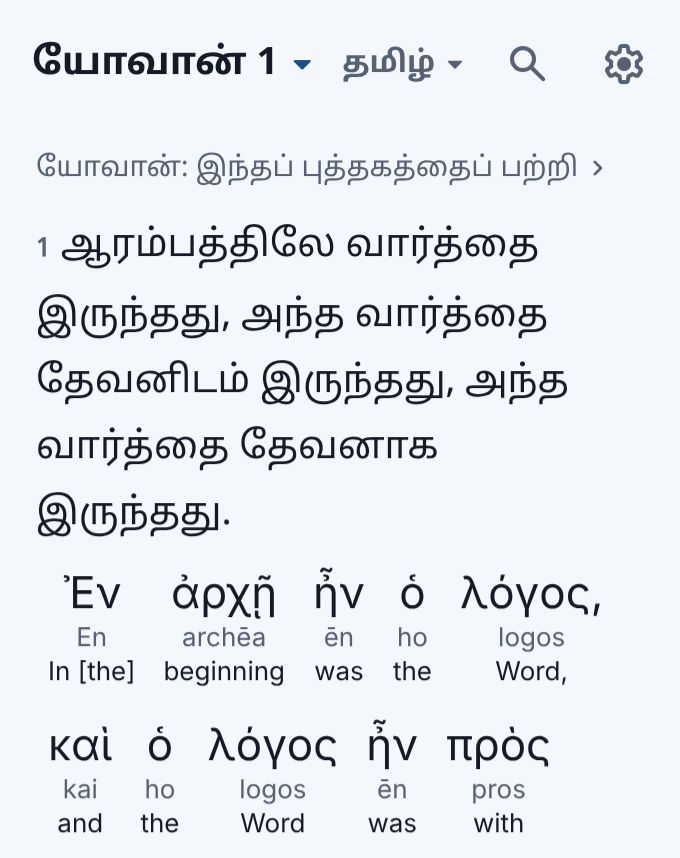 யோவான் 1 தமிழ்
யோவான்: இந்தப் புத்தகத்தைப் பற்றி >
1 ஆரம்பத்திலே வார்த்தை
இருந்தது, அந்த வார்த்தை
தேவனிடம் இருந்தது, அந்த
வார்த்தை தேவனாக
இருந்தது.
Ἐν ἀρχῇ ἦν ὁ λόγος,
En archēa ēn ho logos
In [the] beginning was the Word,
καὶ ὁ λόγος ἦν πρὸς
kai ho logos ēn pros
and the Word was with